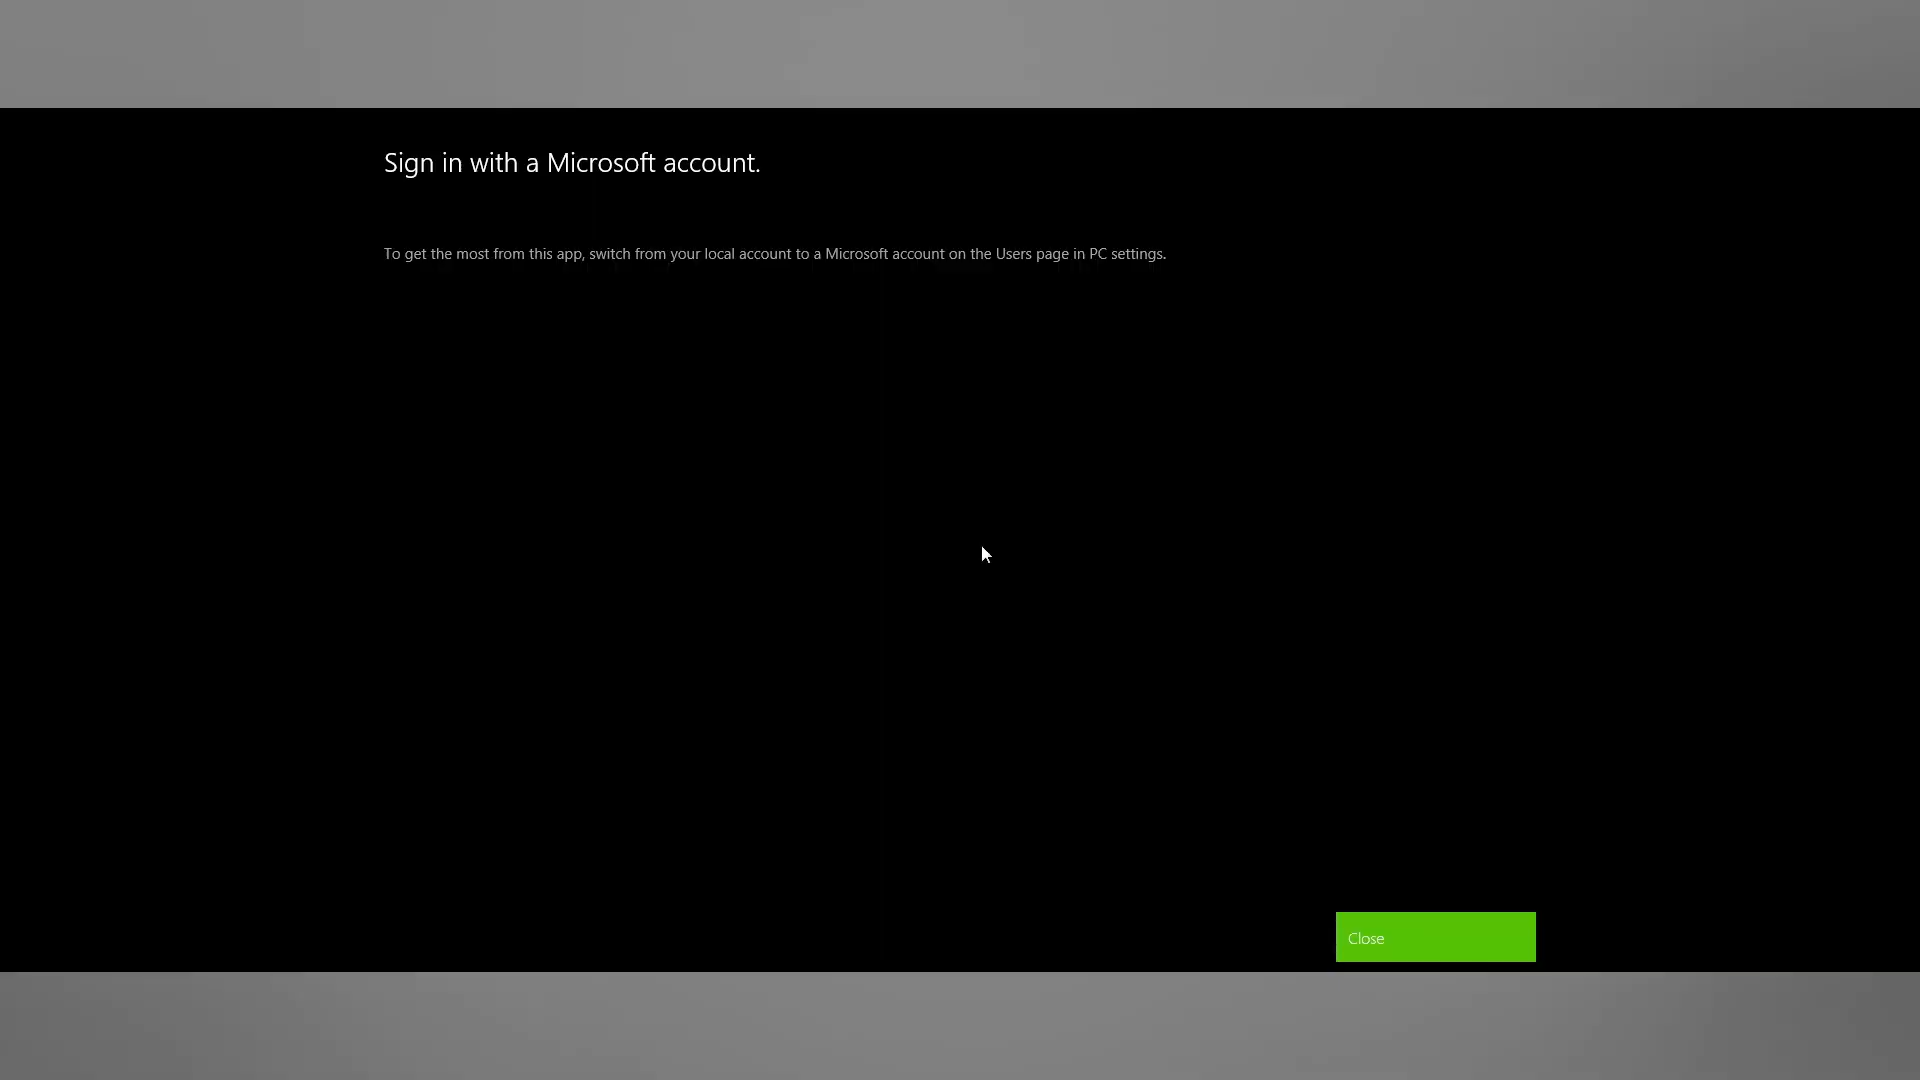 Sign in with a Microsoft account.
To get the most from this app, switch from your local account to a Microsoft account on the Users page in PC settings.
Close